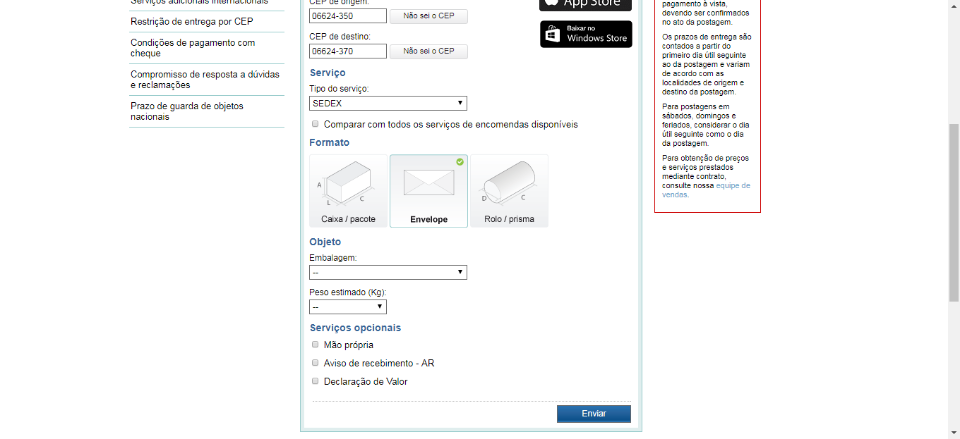 Serviços adicionais internacionais
Restrição de entrega por CEP
Condições de pagamento com
cheque
Compromisso de resposta a dúvidas
e reclamações
Prazo de guarda de objetos
nacionais
CEP de origem:
06624-350
Não sei o CEP
CEP de destino:
06624-370
Não sei o CEP
App Store
Baixar no
Windows Store
Serviço
Tipo do serviço:
SEDEX
Comparar com todos os serviços de encomendas disponíveis
Formato
A
L
C
Caixa / pacote
Envelope
D
C
Rolo / prisma
Objeto
Embalagem:
--
Peso estimado (Kg):
--
Serviços opcionais
Mão própria
Aviso de recebimento - AR
Declaração de Valor
Enviar
pagamento à vista,
devendo ser confirmados
no ato da postagem.
Os prazos de entrega são
contados a partir do
primeiro dia útil seguinte
ao da postagem e variam
de acordo com as
localidades de origem e
destino da postagem.
Para postagens em
sábados, domingos e
feriados, considerar o dia
útil seguinte como o dia
da postagem.
Para obtenção de preços
e serviços prestados
mediante contrato,
consulte nossa equipe de
vendas.